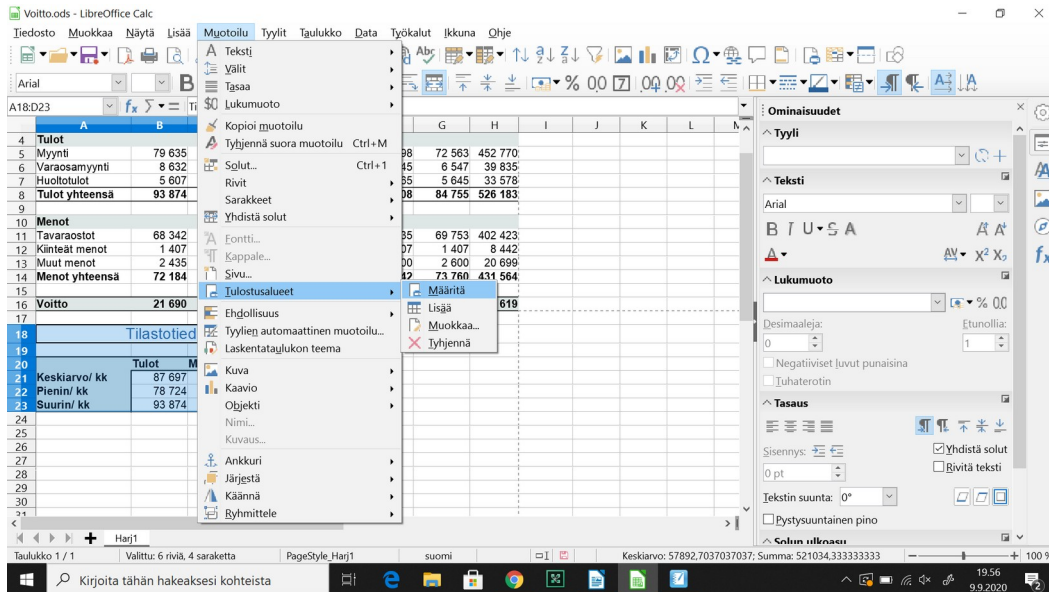 Voitto.ods - LibreOffice Calc
Tiedosto Muokkaa Näytä Lisää Muotoilu Tyylit Taulukko Data Työkalut Ikkuna Ohje
Arial
A18:D23
Teksti
Välit
Tasaa
Lukumuoto
Kopioi muotoilu
Tyhjennä suora muotoilu Ctrl+M
Solut... Ctrl+1
Rivit
Sarakkeet
Yhdistä solut
Fontti...
Kappale...
Sivu...
Tulostusalueet
Ehdollisuus
Tyylien automaattinen muotoilu...
Laskentataulukon teema
Kuva
Kaavio
Objekti
Nimi...
Kuvaus...
Ankkuri
Järjestä
Käännä
Ryhmittele
Määritä
Lisää
Muokkaa...
Tyhjennä
A B G H I J K L
4 Tulot
5 Myynti 79 635 98 72 563 452 770
6 Varaosamyynti 8 632 45 6 547 39 835
7 Huoltotulot 5 607 65 5 645 33 578
8 Tulot yhteensä 93 874 08 84 755 526 183
9
10 Menot
11 Tavaraostot 68 342 35 69 753 402 423
12 Kiinteät menot 1 407 07 1 407 8 442
13 Muut menot 2 435 00 2 600 20 699
14 Menot yhteensä 72 184 42 73 760 431 564
15
16 Voitto 21 690 619
17
18 Tilastotied
19
20 Tulot M
21 Keskiarvo/ kk 87 697
22 Pienin/ kk 78 724
23 Suurin/ kk 93 874
24
25
26
27
28
29
30
31
Ominaisuudet
Tyyli
Teksti
Arial
Lukumuoto
Desimaaleja: Etunollia:
0 1
Negatiiviset luvut punaisina
Tuhaterotin
Tasaus
Sisennys: Yhdistä solut
0 pt Rivitä teksti
Tekstin suunta: 0°
Pystysuuntainen pino
Solun ulkoasu
Harj1
Taulukko 1 / 1 Valittu: 6 riviä, 4 saraketta PageStyle_Harj1 suomi Keskiarvo: 57892,7037037037; Summa: 521034,333333333 100 %
Kirjoita tähän hakeaksesi kohteista
19.56
9.9.2020